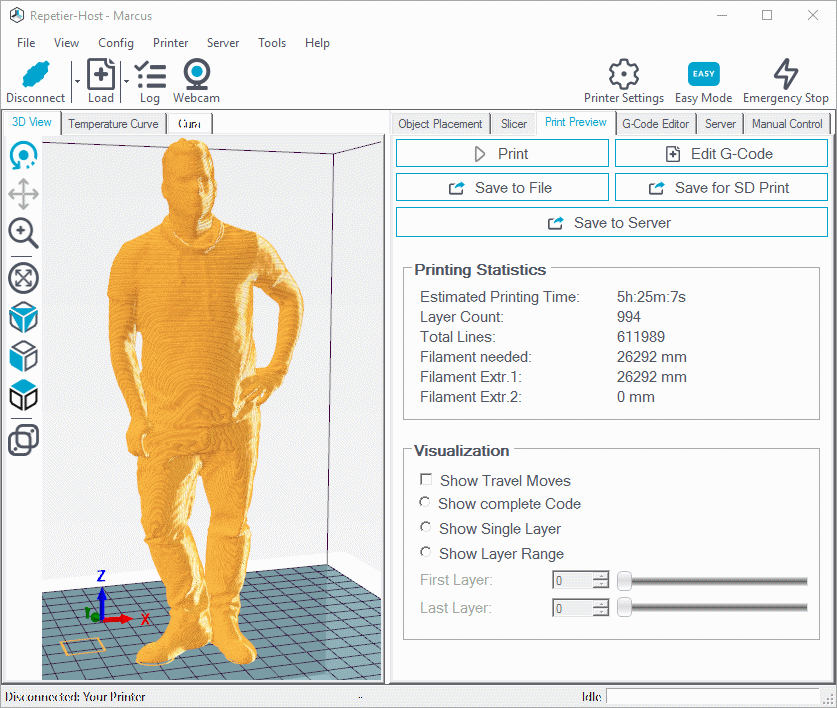 Repetier-Host - Marcus
File View Config Printer Server Tools Help
Disconnect Load Log Webcam Printer Settings EASY Easy Mode Emergency Stop
3D View Temperature Curve Cura
Object Placement Slicer Print Preview G-Code Editor Server Manual Control
Print Edit G-Code
Save to File Save for SD Print
Save to Server
Printing Statistics
Estimated Printing Time: 5h:25m:7s
Layer Count: 994
Total Lines: 611989
Filament needed: 26292 mm
Filament Extr.1: 26292 mm
Filament Extr.2: 0 mm
Visualization
Show Travel Moves
Show complete Code
Show Single Layer
Show Layer Range
First Layer: 0
Last Layer: 0
Z
X
Disconnected: Your Printer -- Idle